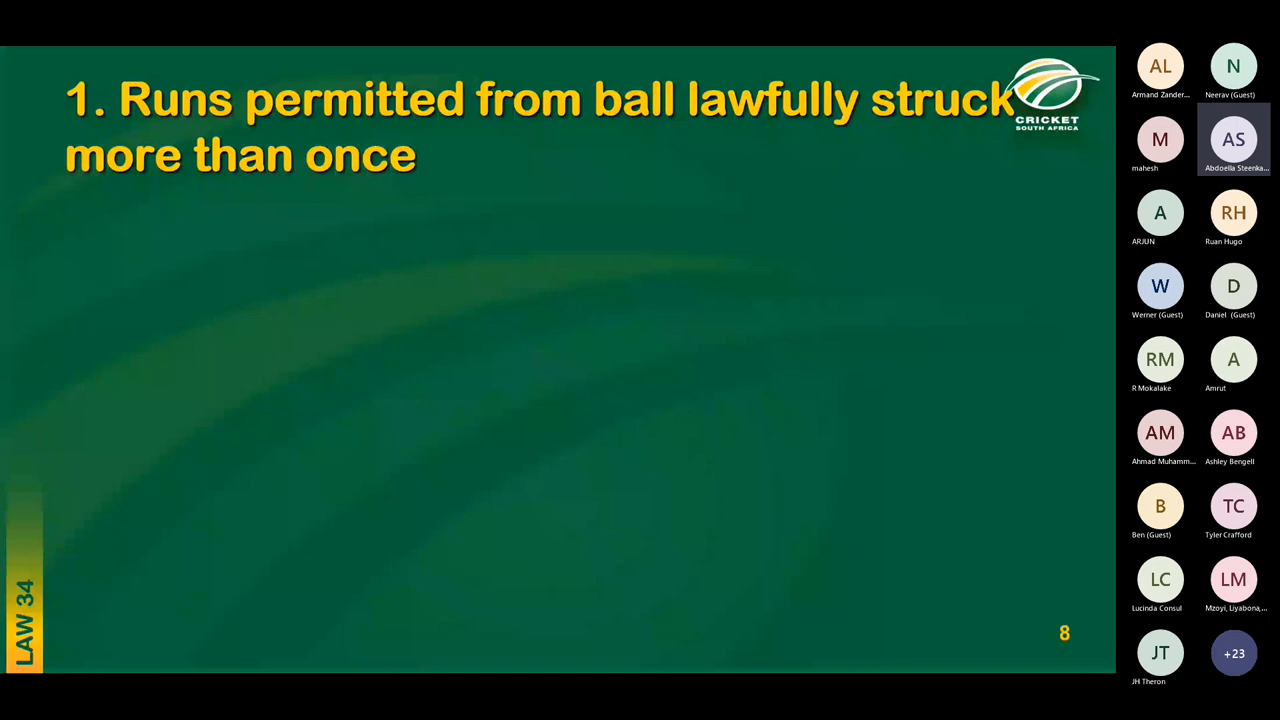 1. Runs permitted from ball lawfully struck
more than once
CRICKET
SOUTH AFRICA
LAW 34
8
AL
Armand Zander...
N
Neerav (Guest)
M
mahesh
AS
Abdoella Steenka...
A
ARJUN
RH
Ruan Hugo
W
Werner (Guest)
D
Daniel (Guest)
RM
R Mokalake
A
Amrut
AM
Ahmad Muhamm...
AB
Ashley Bengell
B
Ben (Guest)
TC
Tyler Crafford
LC
Lucinda Consul
LM
Mzoyi, Liyabona,...
JT
JH Theron
+23